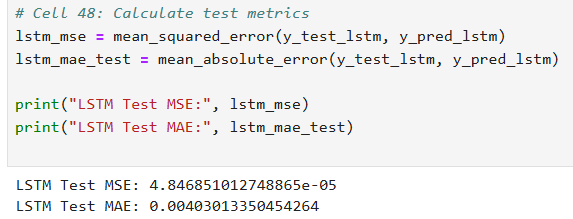 # Cell 48: Calculate test metrics
lstm_mse = mean_squared_error(y_test_lstm, y_pred_lstm)
lstm_mae_test = mean_absolute_error(y_test_lstm, y_pred_lstm)
print("LSTM Test MSE:", lstm_mse)
print("LSTM Test MAE:", lstm_mae_test)
LSTM Test MSE: 4.846851012748865e-05
LSTM Test MAE: 0.00403013350454264